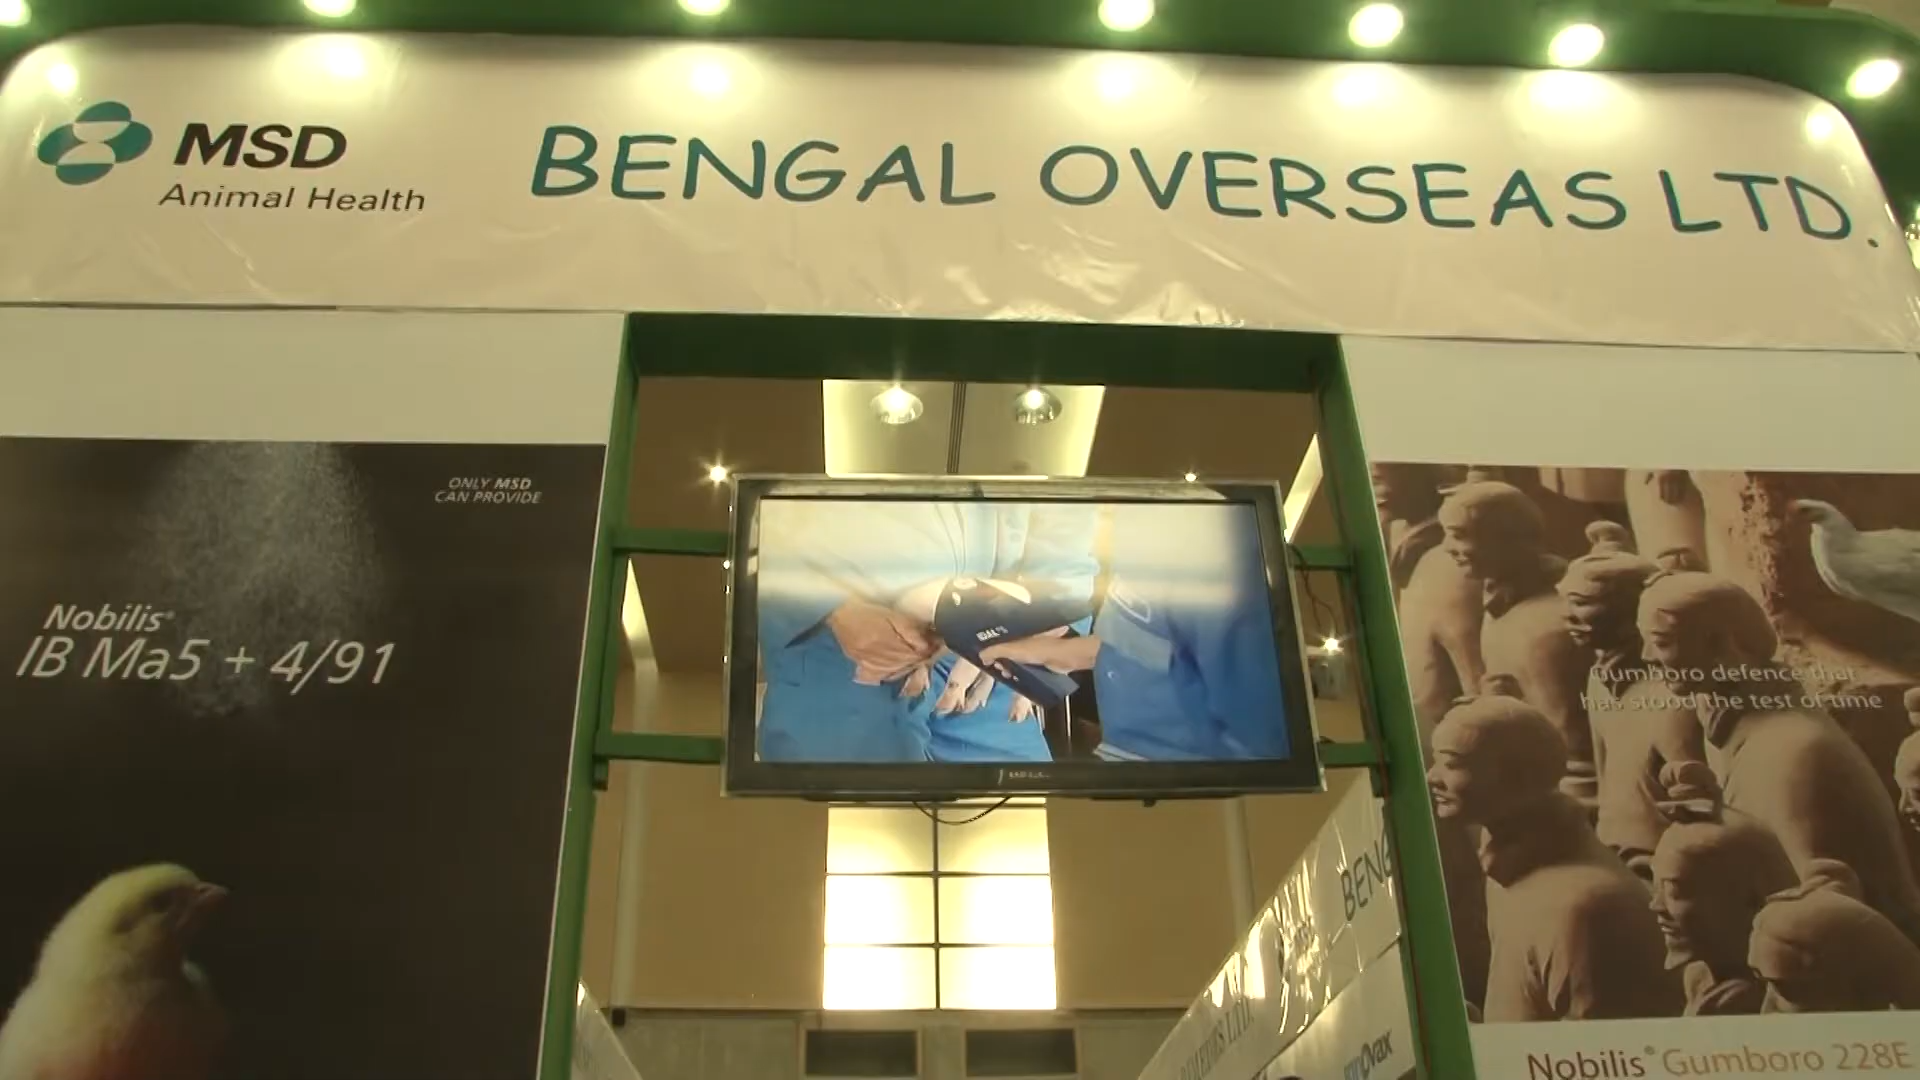 MSD
Animal Health
BENGAL OVERSEAS LTD.
ONLY MSD
CAN PROVIDE
Nobilis®
IB Ma5 + 4/91
IDAL
Gumboro defence that
has stood the test of time
BENG
Nobilis® Gumboro 228E